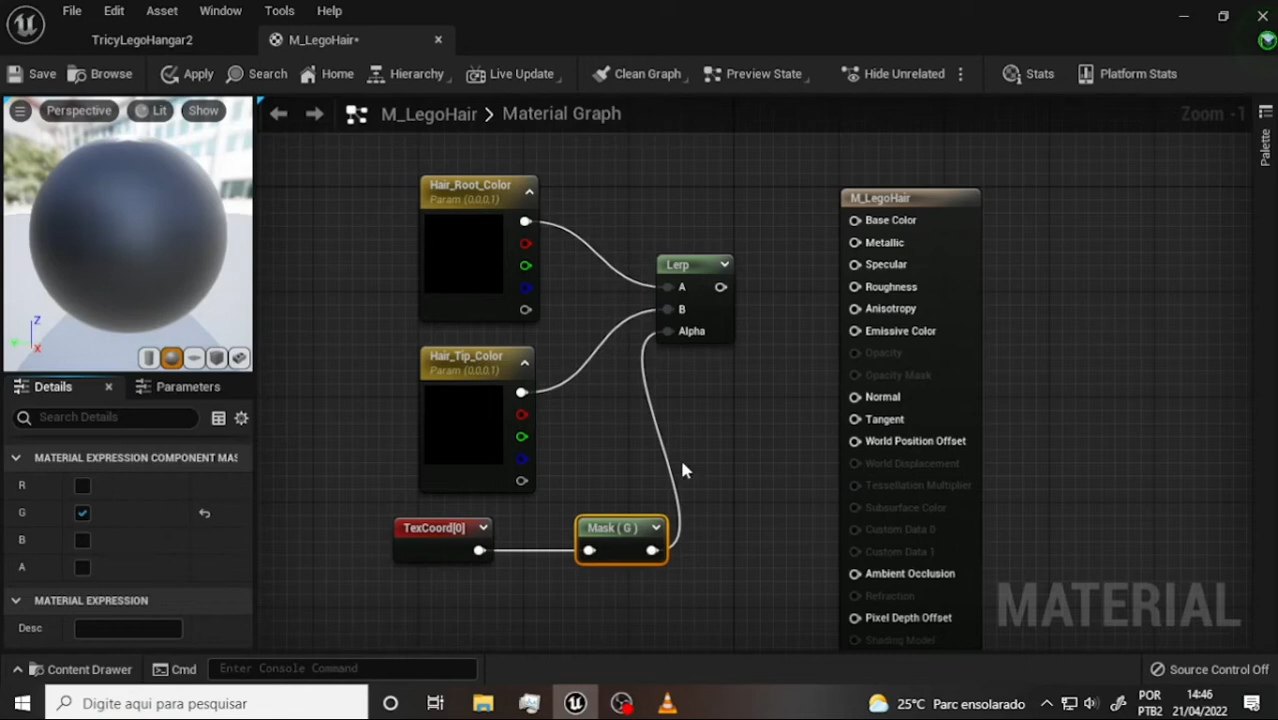 File Edit Asset Window Tools Help
TricyLegoHangar2 M_LegoHair*
Save Browse Apply Search Home Hierarchy Live Update Clean Graph Preview State Hide Unrelated Stats Platform Stats
Perspective Lit Show
M_LegoHair Material Graph
Zoom -1
Palette
Z
Y
X
Details Parameters
Search Details
MATERIAL EXPRESSION COMPONENT MAS
R
G
B
A
MATERIAL EXPRESSION
Desc
Hair_Root_Color
Param (0,0,0,1)
Hair_Tip_Color
Param (0,0,0,1)
TexCoord[0]
Mask ( G )
Lerp
A
B
Alpha
M_LegoHair
Base Color
Metallic
Specular
Roughness
Anisotropy
Emissive Color
Opacity
Opacity Mask
Normal
Tangent
World Position Offset
World Displacement
Tessellation Multiplier
Subsurface Color
Custom Data 0
Custom Data 1
Ambient Occlusion
Refraction
Pixel Depth Offset
Shading Model
MATERIAL
Content Drawer Cmd Enter Console Command Source Control Off
Digite aqui para pesquisar
25°C Parc ensolarado
POR
PTB2
14:46
21/04/2022